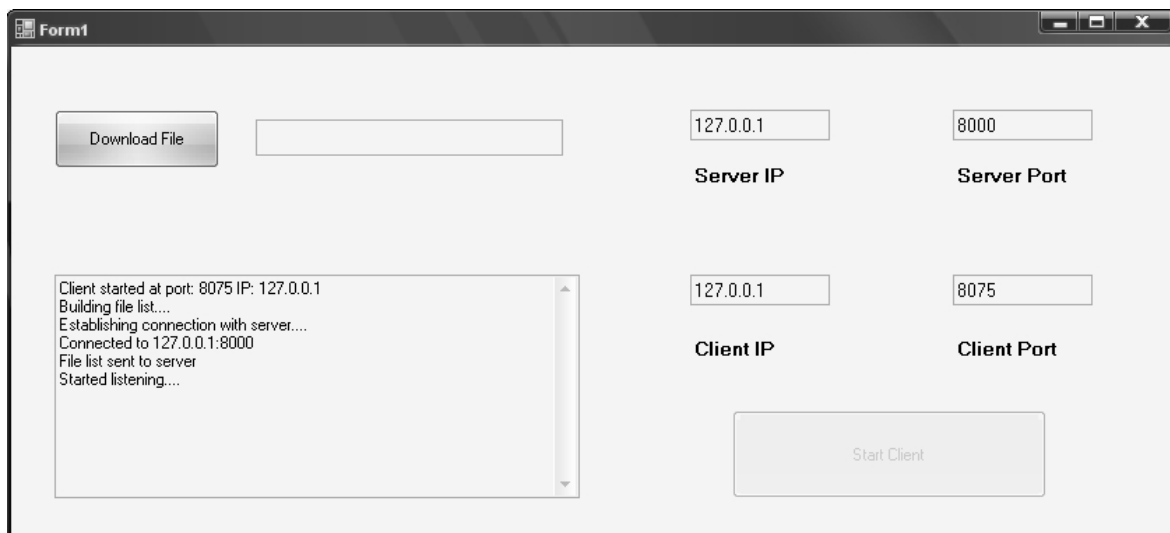 Form1
Download File
127.0.0.1
8000
Server IP
Server Port
Client started at port: 8075 IP: 127.0.0.1
Building file list....
Establishing connection with server....
Connected to 127.0.0.1:8000
File list sent to server
Started listening....
127.0.0.1
8075
Client IP
Client Port
Start Client